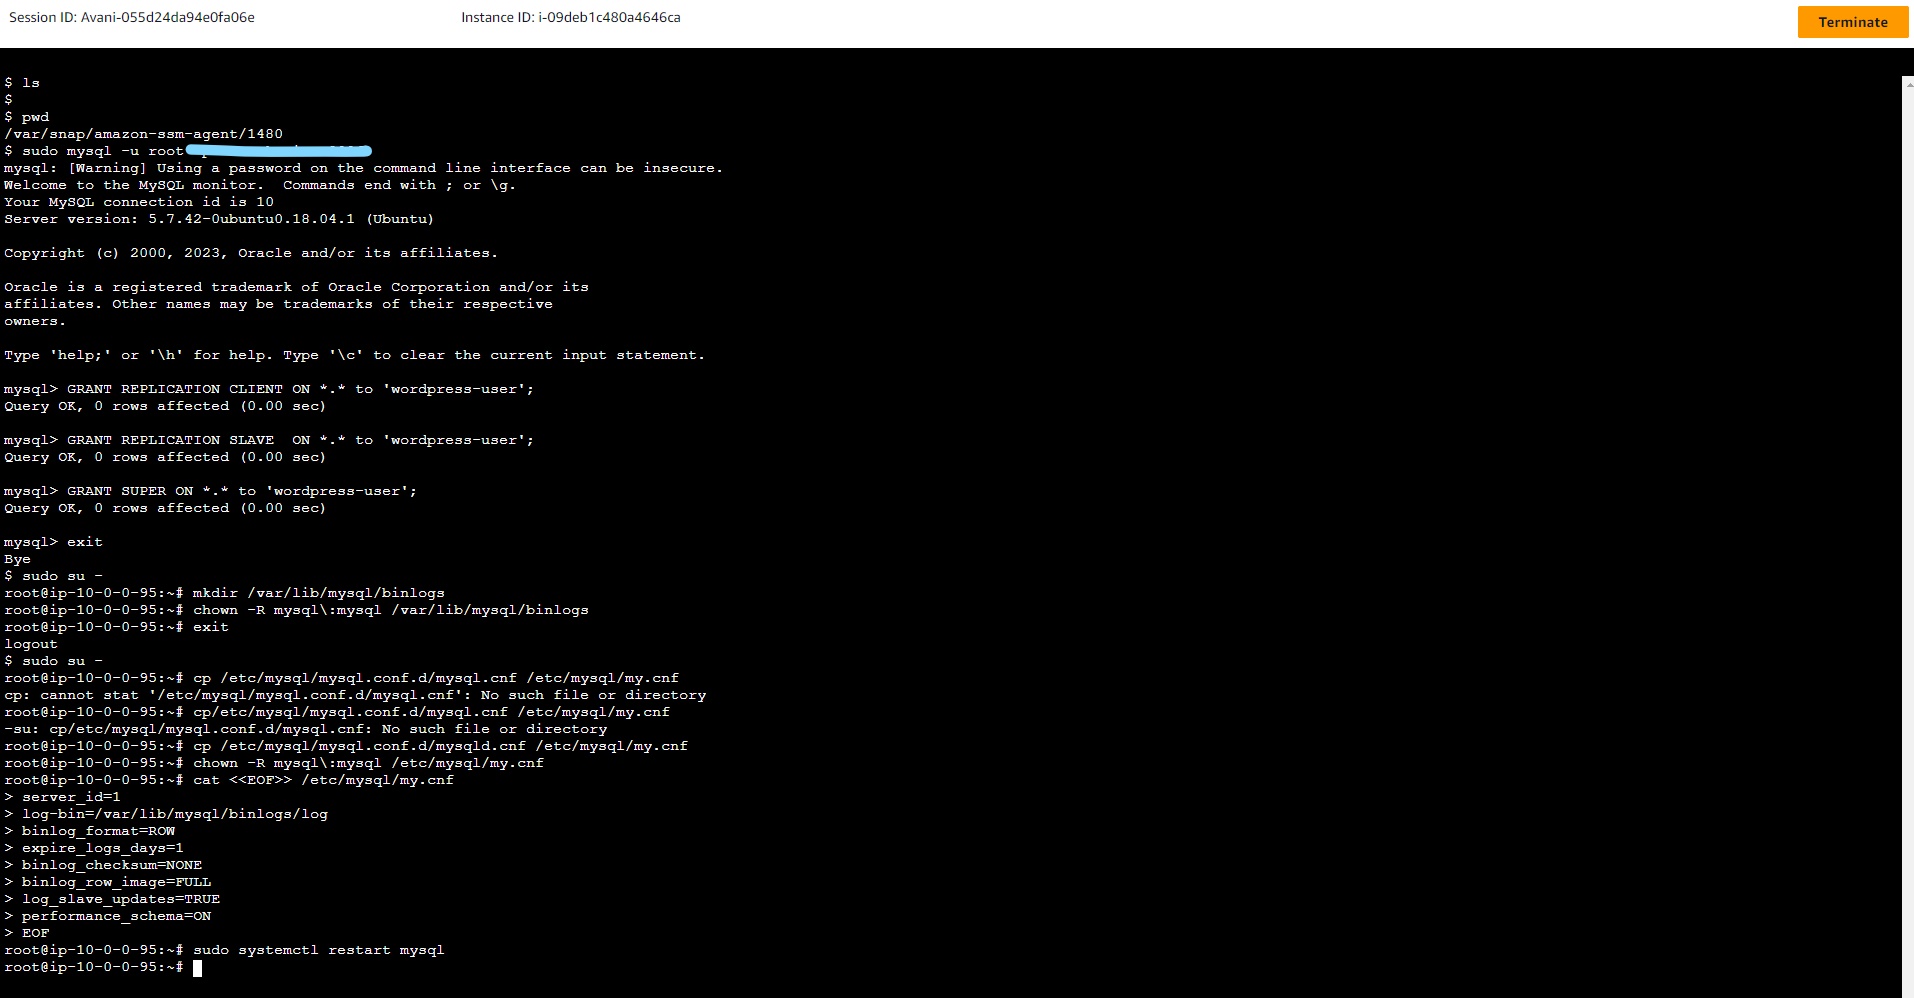 Session ID: Avani-055d24da94e0fa06e Instance ID: i-09deb1c480a4646ca Terminate
$ ls
$
$ pwd
/var/snap/amazon-ssm-agent/1480
$ sudo mysql -u root
mysql: [Warning] Using a password on the command line interface can be insecure.
Welcome to the MySQL monitor.  Commands end with ; or \g.
Your MySQL connection id is 10
Server version: 5.7.42-0ubuntu0.18.04.1 (Ubuntu)
Copyright (c) 2000, 2023, Oracle and/or its affiliates.
Oracle is a registered trademark of Oracle Corporation and/or its
affiliates. Other names may be trademarks of their respective
owners.
Type 'help;' or '\h' for help. Type '\c' to clear the current input statement.
mysql> GRANT REPLICATION CLIENT ON *.* to 'wordpress-user';
Query OK, 0 rows affected (0.00 sec)
mysql> GRANT REPLICATION SLAVE  ON *.* to 'wordpress-user';
Query OK, 0 rows affected (0.00 sec)
mysql> GRANT SUPER ON *.* to 'wordpress-user';
Query OK, 0 rows affected (0.00 sec)
mysql> exit
Bye
$ sudo su -
root@ip-10-0-0-95:~# mkdir /var/lib/mysql/binlogs
root@ip-10-0-0-95:~# chown -R mysql\:mysql /var/lib/mysql/binlogs
root@ip-10-0-0-95:~# exit
logout
$ sudo su -
root@ip-10-0-0-95:~# cp /etc/mysql/mysql.conf.d/mysql.cnf /etc/mysql/my.cnf
cp: cannot stat '/etc/mysql/mysql.conf.d/mysql.cnf': No such file or directory
root@ip-10-0-0-95:~# cp/etc/mysql/mysql.conf.d/mysql.cnf /etc/mysql/my.cnf
-su: cp/etc/mysql/mysql.conf.d/mysql.cnf: No such file or directory
root@ip-10-0-0-95:~# cp /etc/mysql/mysql.conf.d/mysqld.cnf /etc/mysql/my.cnf
root@ip-10-0-0-95:~# chown -R mysql\:mysql /etc/mysql/my.cnf
root@ip-10-0-0-95:~# cat <<EOF>> /etc/mysql/my.cnf
> server_id=1
> log-bin=/var/lib/mysql/binlogs/log
> binlog_format=ROW
> expire_logs_days=1
> binlog_checksum=NONE
> binlog_row_image=FULL
> log_slave_updates=TRUE
> performance_schema=ON
> EOF
root@ip-10-0-0-95:~# sudo systemctl restart mysql
root@ip-10-0-0-95:~#